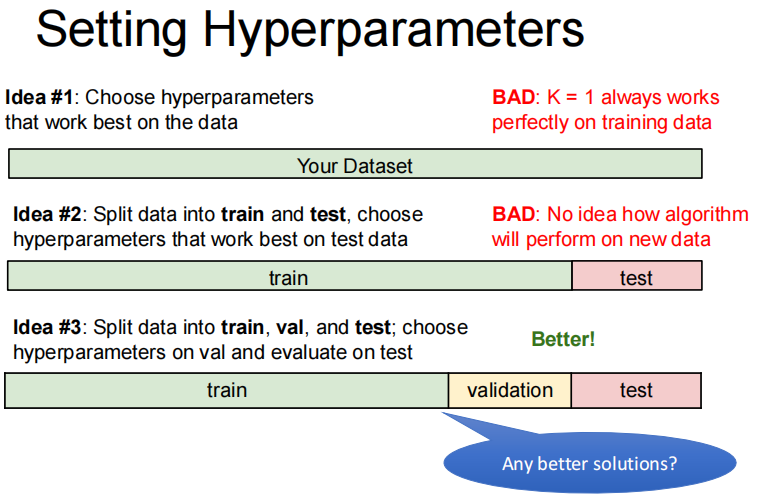 Setting Hyperparameters
Idea #1: Choose hyperparameters
that work best on the data
BAD: K = 1 always works
perfectly on training data
Your Dataset
Idea #2: Split data into train and test, choose
hyperparameters that work best on test data
BAD: No idea how algorithm
will perform on new data
train
test
Idea #3: Split data into train, val, and test; choose
hyperparameters on val and evaluate on test
Better!
train
validation
test
Any better solutions?